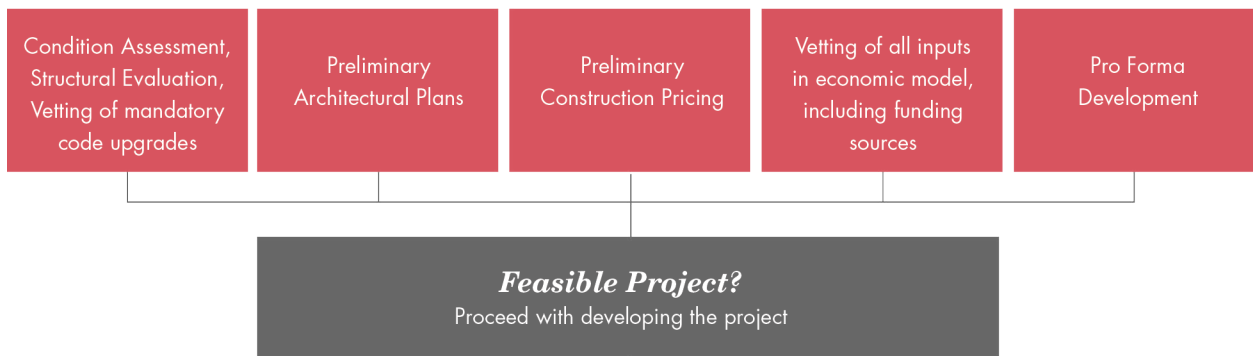 Condition Assessment,
Structural Evaluation,
Vetting of mandatory
code upgrades
Preliminary
Architectural Plans
Preliminary
Construction Pricing
Vetting of all inputs
in economic model,
including funding
sources
Pro Forma
Development
Feasible Project?
Proceed with developing the project